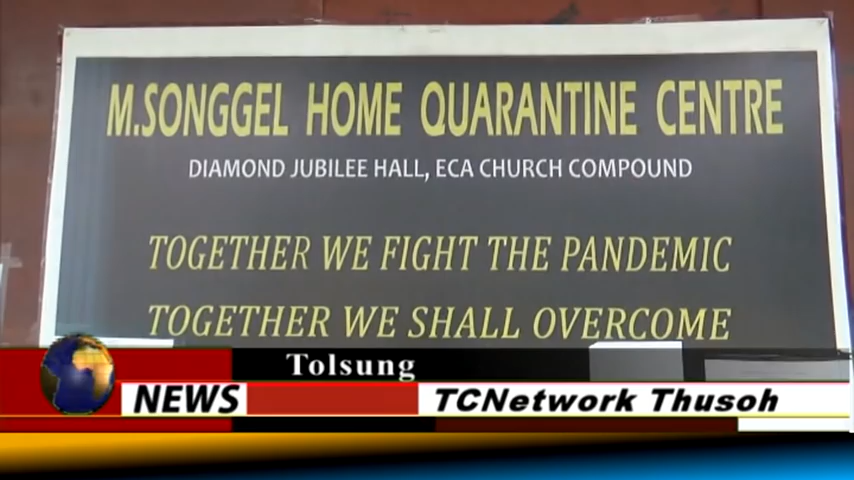 M.SONGGEL HOME QUARANTINE CENTRE
DIAMOND JUBILEE HALL, ECA CHURCH COMPOUND
TOGETHER WE FIGHT THE PANDEMIC
TOGETHER WE SHALL OVERCOME
Tolsung
NEWS TCNetwork Thusoh